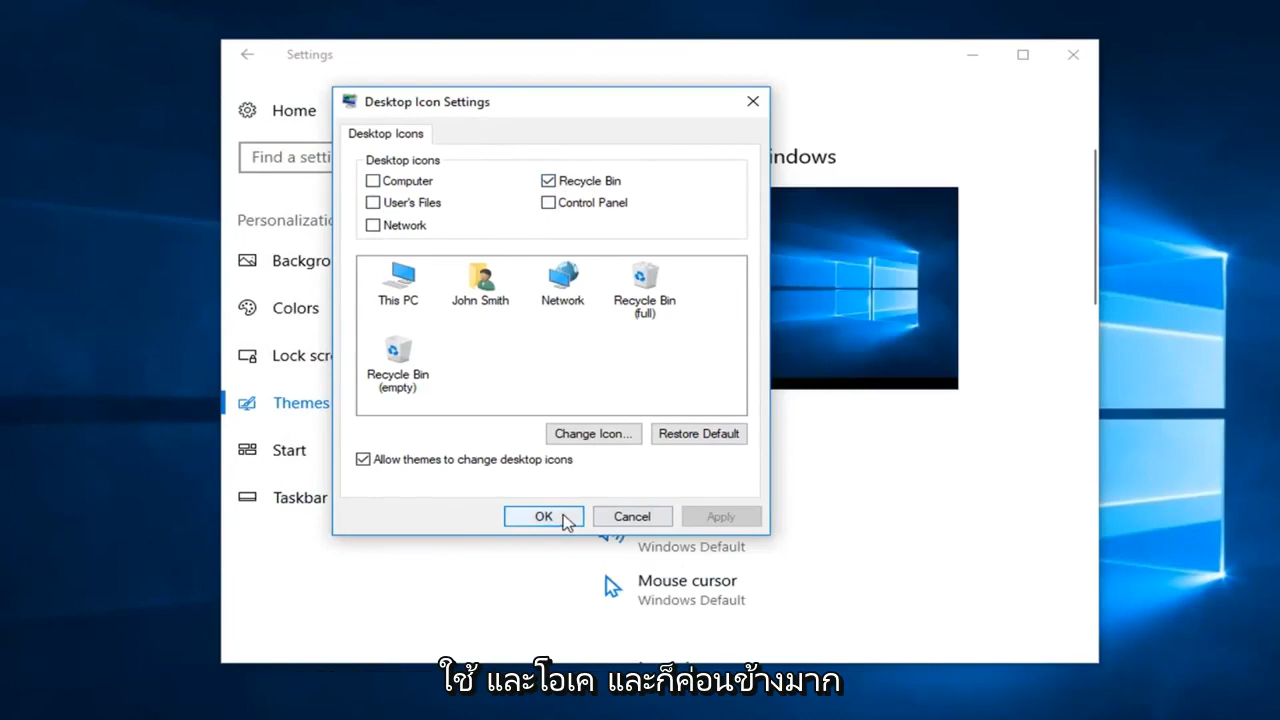 Settings
Home
Find a setti
Personalizatio
Backgro
Colors
Lock scre
Themes
Start
Taskbar
Desktop Icon Settings
Desktop Icons
Desktop icons
Computer
Recycle Bin
User's Files
Control Panel
Network
This PC
John Smith
Network
Recycle Bin
(full)
Recycle Bin
(empty)
Change Icon...
Restore Default
Allow themes to change desktop icons
OK
Cancel
Apply
indows
Windows Default
Mouse cursor
Windows Default
ใช้ และโอเค และก็ค่อนข้างมาก